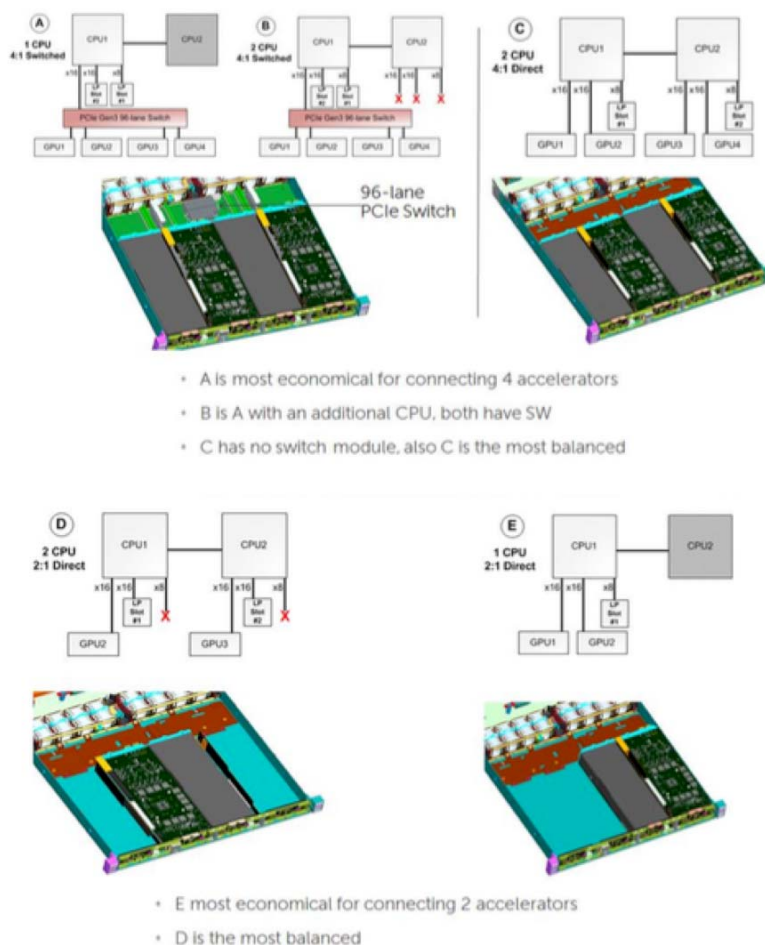 A
1 CPU
4:1 Switched
CPU1
CPU2
x16
x16
x8
LP
Slot
#2
LP
Slot
#1
PCIe Gen3 96-lane Switch
GPU1
GPU2
GPU3
GPU4
B
2 CPU
4:1 Switched
CPU1
CPU2
x16
x16
x8
x16
x16
x8
X
X
X
LP
Slot
#2
LP
Slot
#1
PCIe Gen3 96-lane Switch
GPU1
GPU2
GPU3
GPU4
C
2 CPU
4:1 Direct
CPU1
CPU2
x16
x16
x8
x16
x16
x8
LP
Slot
#1
LP
Slot
#2
GPU1
GPU2
GPU3
GPU4
96-lane
PCIe Switch
• A is most economical for connecting 4 accelerators
• B is A with an additional CPU, both have SW
• C has no switch module, also C is the most balanced
D
2 CPU
2:1 Direct
CPU1
CPU2
x16
x16
x8
x16
x16
x8
LP
Slot
#1
X
LP
Slot
#2
X
GPU2
GPU3
E
1 CPU
2:1 Direct
CPU1
CPU2
x16
x16
x8
LP
Slot
#1
GPU1
GPU2
• E most economical for connecting 2 accelerators
• D is the most balanced